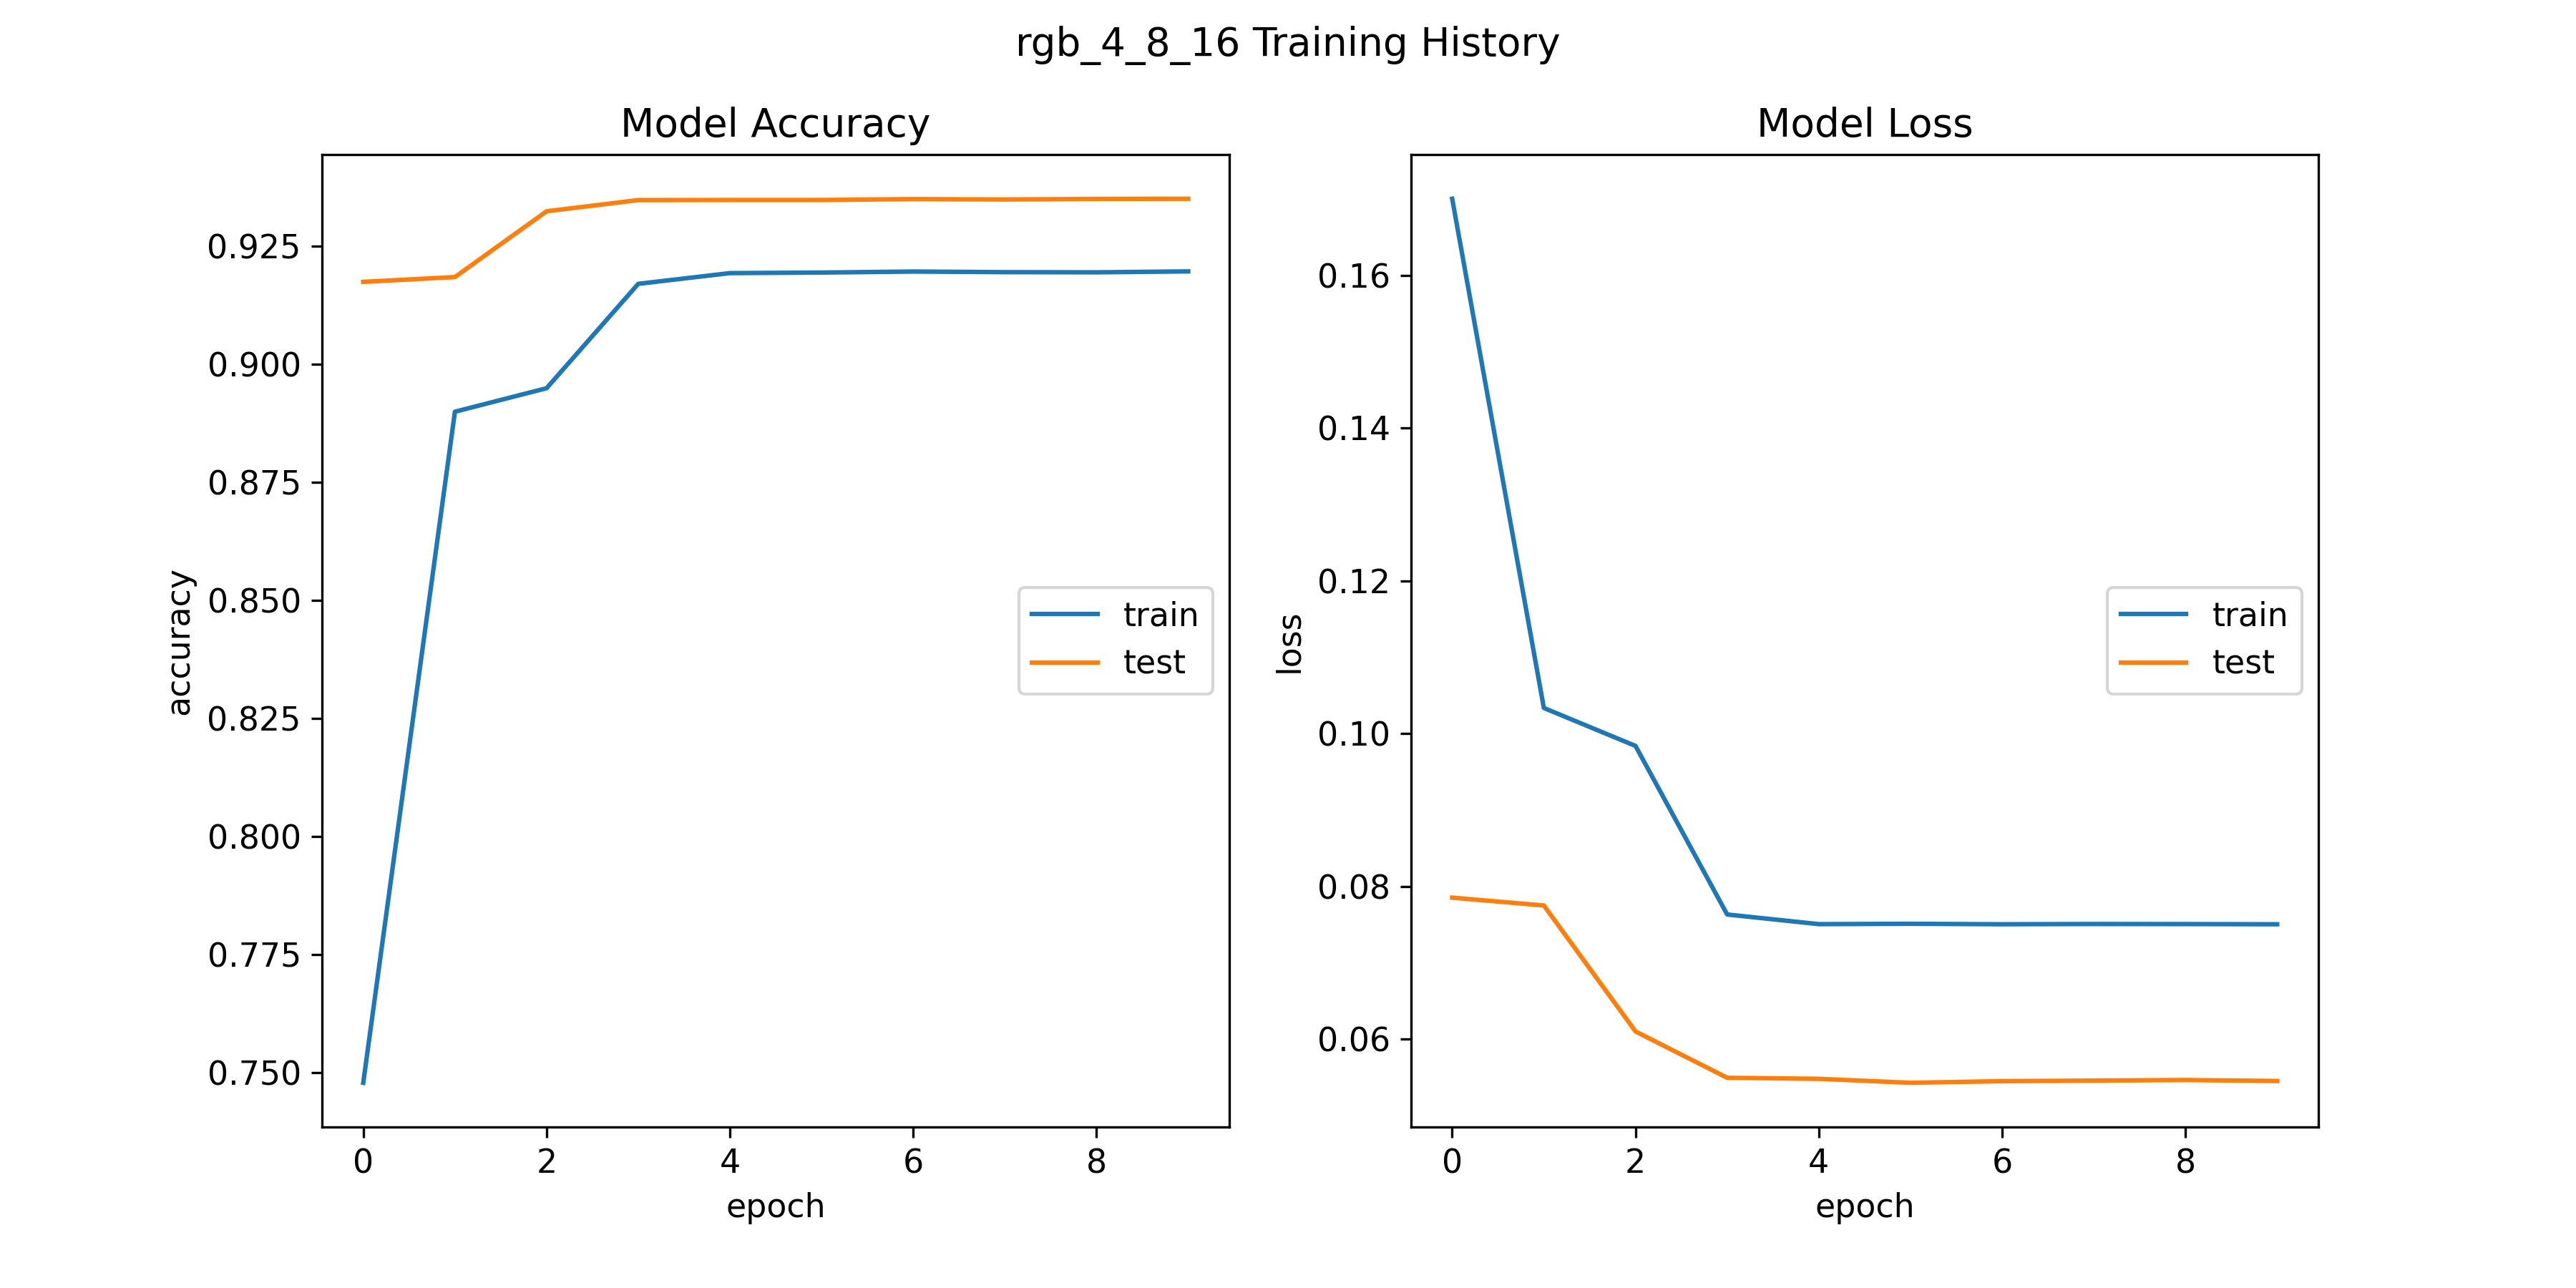 rgb_4_8_16 Training History
Model Accuracy
0.925
0.900
0.875
0.850
0.825
0.800
0.775
0.750
accuracy
train
test
0 2 4 6 8
epoch
Model Loss
0.16
0.14
0.12
0.10
0.08
0.06
loss
train
test
0 2 4 6 8
epoch